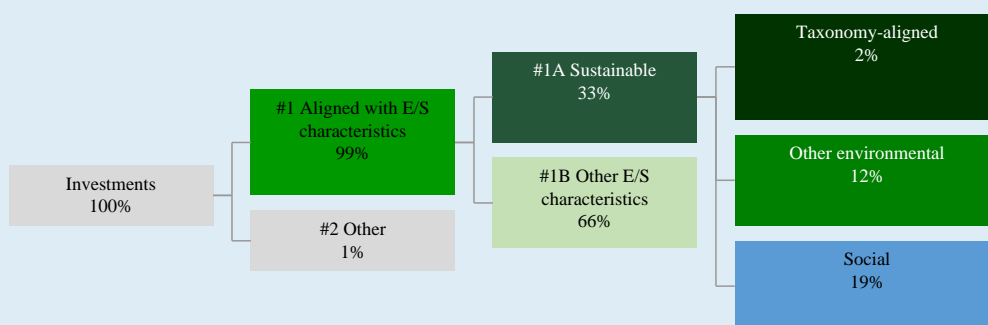 Investments
100%
#1 Aligned with E/S
characteristics
99%
#2 Other
1%
#1A Sustainable
33%
#1B Other E/S
characteristics
66%
Taxonomy-aligned
2%
Other environmental
12%
Social
19%